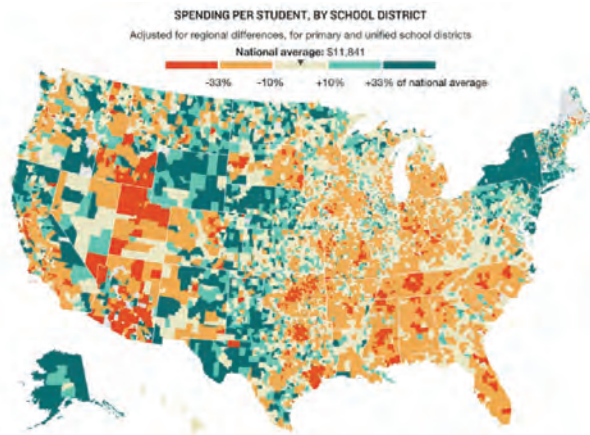 SPENDING PER STUDENT, BY SCHOOL DISTRICT
Adjusted for regional differences, for primary and unified school districts
National average: $11,841
-33% -10% +10% +33% of national average